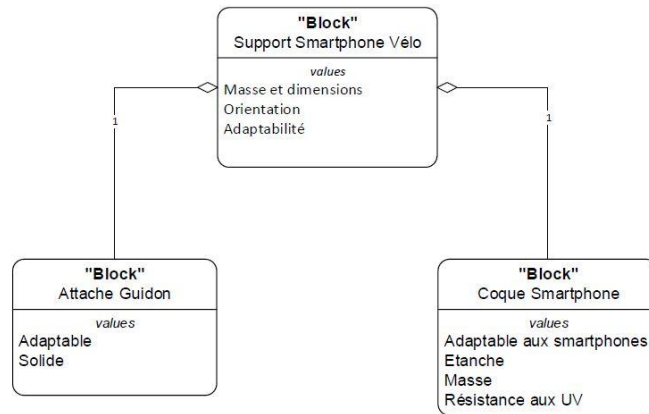 "Block"
Support Smartphone Vélo
values
Masse et dimensions
Orientation
Adaptabilité
1
1
"Block"
Attache Guidon
values
Adaptable
Solide
"Block"
Coque Smartphone
values
Adaptable aux smartphones
Etanche
Masse
Résistance aux UV